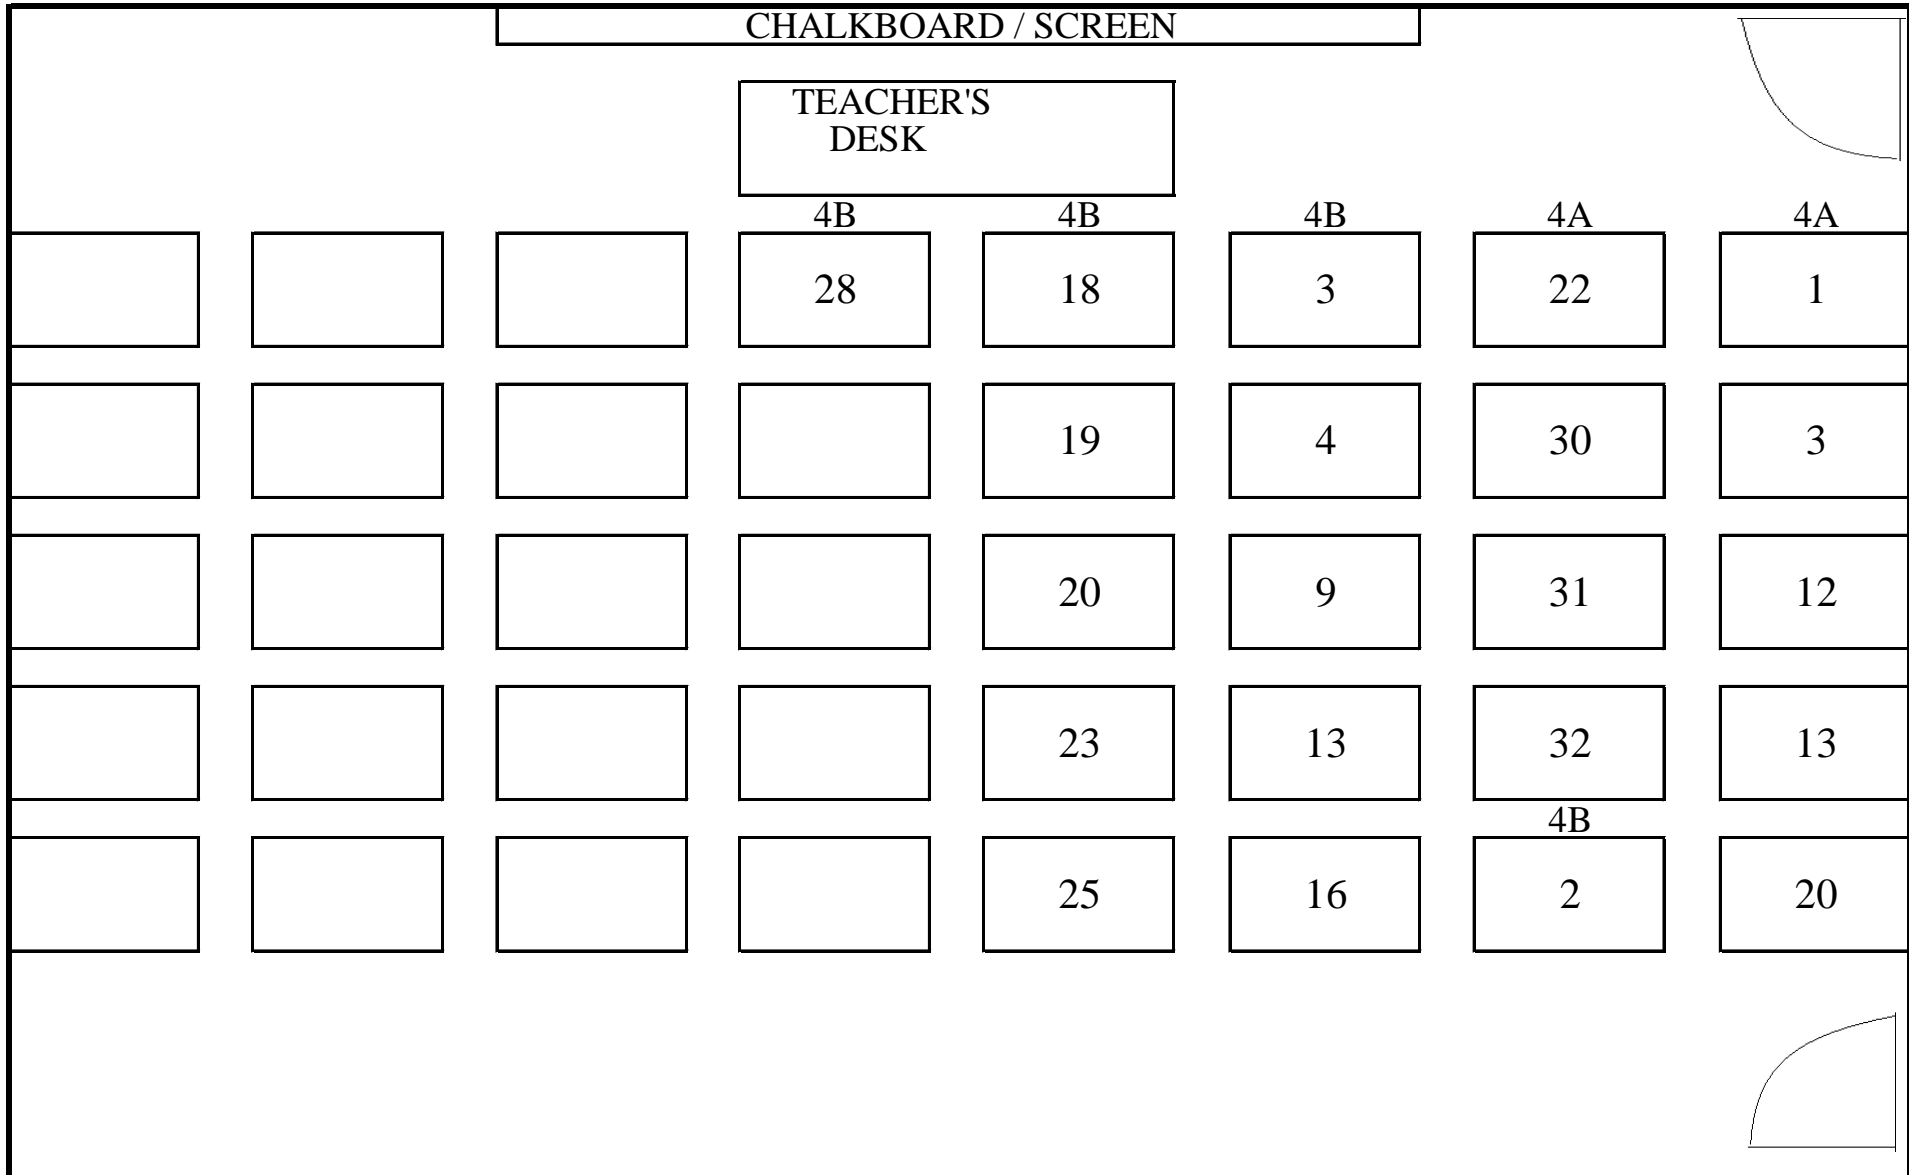 CHALKBOARD / SCREEN
TEACHER'S
DESK
4B 4B 4B 4A 4A
28 18 3 22 1
19 4 30 3
20 9 31 12
23 13 32 13
4B
25 16 2 20